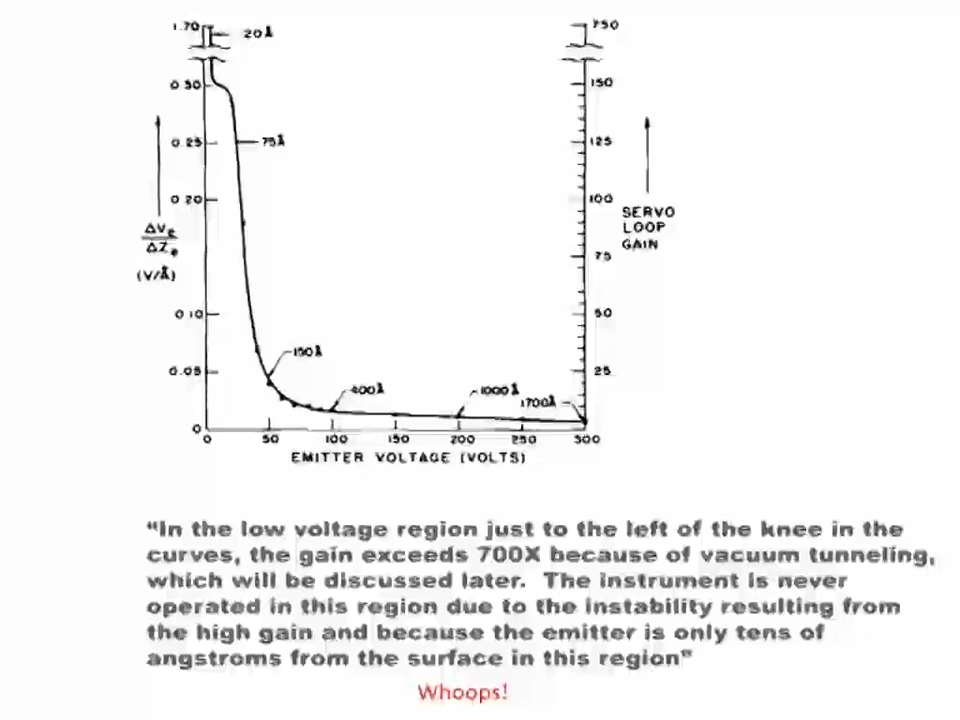 1.70
20Å
750
0.30
150
0.25
75Å
125
0.20
100
ΔVe
ΔZe
(V/Å)
SERVO
LOOP
GAIN
75
0.10
50
150Å
0.05
25
400Å
1000Å
1700Å
0
0 50 100 150 200 250 300
EMITTER VOLTAGE (VOLTS)
"In the low voltage region just to the left of the knee in the
curves, the gain exceeds 700X because of vacuum tunneling,
which will be discussed later. The instrument is never
operated in this region due to the instability resulting from
the high gain and because the emitter is only tens of
angstroms from the surface in this region"
Whoops!